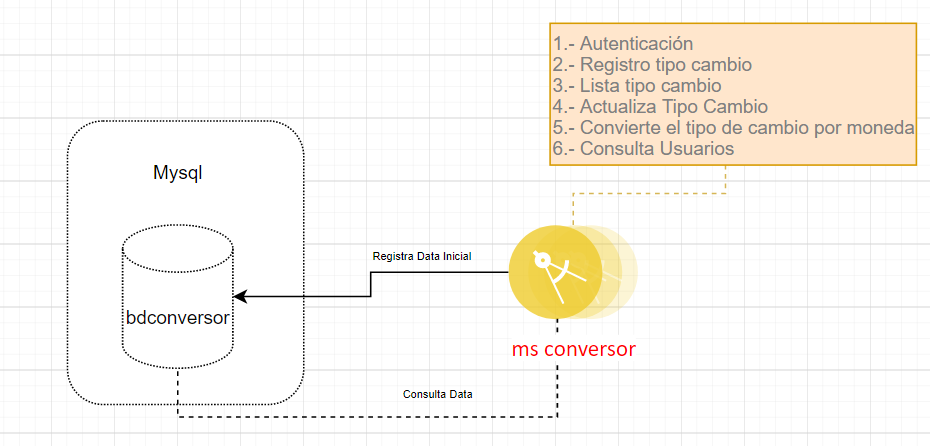 1.- Autenticación
2.- Registro tipo cambio
3.- Lista tipo cambio
4.- Actualiza Tipo Cambio
5.- Convierte el tipo de cambio por moneda
6.- Consulta Usuarios
Mysql
Registra Data Inicial
bdconversor
ms conversor
Consulta Data